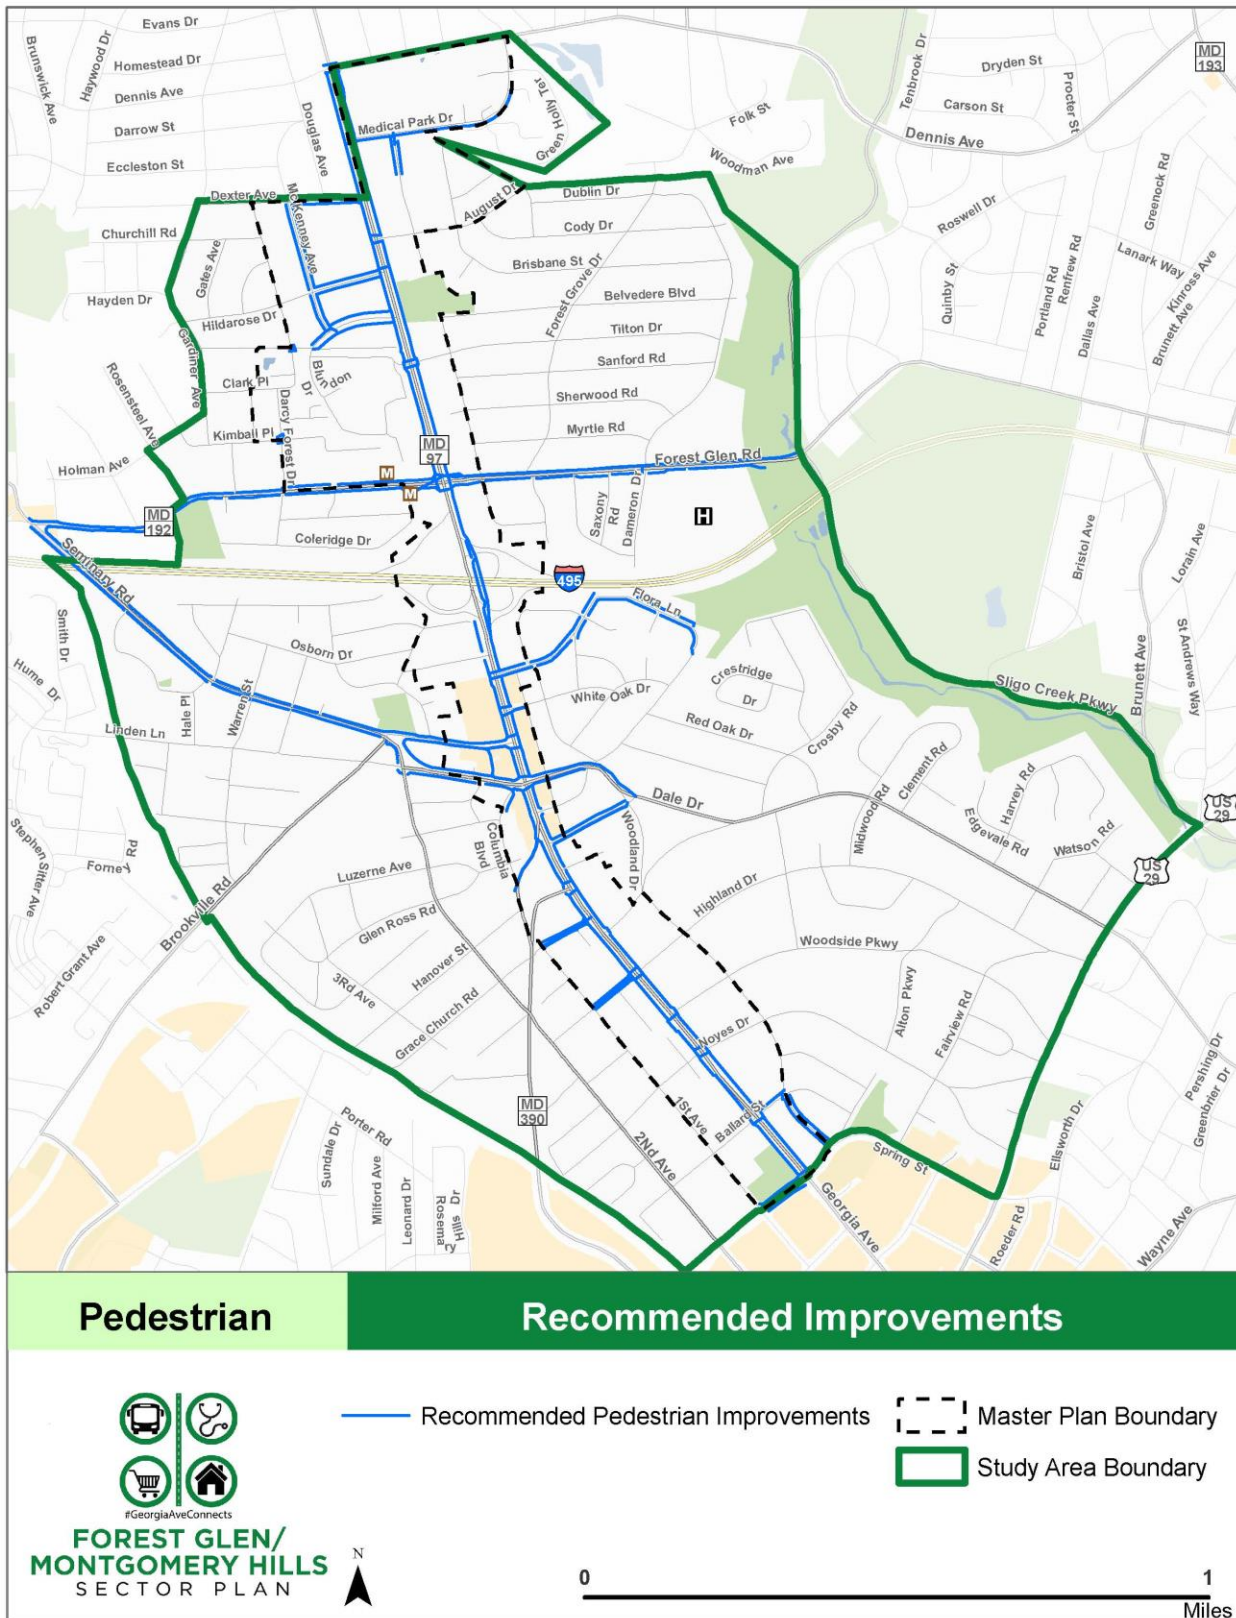 Evans Dr
Brunswick Ave
Haywood Dr
Homestead Dr
Dennis Ave
Darrow St
Eccleston St
Douglas Ave
Medical Park Dr
Green Holly Ter
Folk St
Woodman Ave
Tenbrook Dr
Dryden St
Carson St
Procter St
MD
193
Dennis Ave
Dexter Ave
McKenney Ave
August Dr
Dublin Dr
Cody Dr
Churchill Rd
Gates Ave
Brisbane St
Forest Grove Dr
Belvedere Blvd
Hayden Dr
Hildarose Dr
Tilton Dr
Sanford Rd
Gardiner Ave
Roswell Dr
Quinby St
Portland Rd
Renfrew Rd
Dallas Ave
Greenock Rd
Lanark Way
Kinross Ave
Brunett Ave
Clark Pl
Blundon
Dr
Rosensteel Ave
Kimball Pl
Darcy Forest Dr
Sherwood Rd
Myrtle Rd
Holman Ave
MD
97
Forest Glen Rd
M
M
MD
192
Coleridge Dr
Saxony
Rd
Dameron Dr
H
Seminary Rd
495
Flora Ln
Bristol Ave
Lorain Ave
Smith Dr
Hume Dr
Osborn Dr
Hale Pl
Warren St
Linden Ln
White Oak Dr
Crestridge
Dr
Red Oak Dr
Crosby Rd
Sligo Creek Pkwy
Brunett Ave
St Andrews Way
Stephen Sitter Ave
Forney Rd
Dale Dr
Midwood Rd
Clement Rd
Edgevale Rd
Harvey Rd
Watson Rd
US
29
US
29
Columbia
Blvd
Woodland Dr
Luzerne Ave
Brookville Rd
Glen Ross Rd
Highland Dr
Woodside Pkwy
Robert Grant Ave
3Rd Ave
Hanover St
Grace Church Rd
Noyes Dr
Alton Pkwy
Fairview Rd
MD
390
1St Ave
Ballard St
2Nd Ave
Pershing Dr
Greenbrier Dr
Ellsworth Dr
Spring St
Porter Rd
Sundale Dr
Milford Ave
Leonard Dr
Rosemary
Hills
Dr
Georgia Ave
Roeder Rd
Wayne Ave
Pedestrian
Recommended Improvements
Recommended Pedestrian Improvements
Master Plan Boundary
Study Area Boundary
#GeorgiaAveConnects
FOREST GLEN/
MONTGOMERY HILLS
SECTOR PLAN
N
0
1
Miles